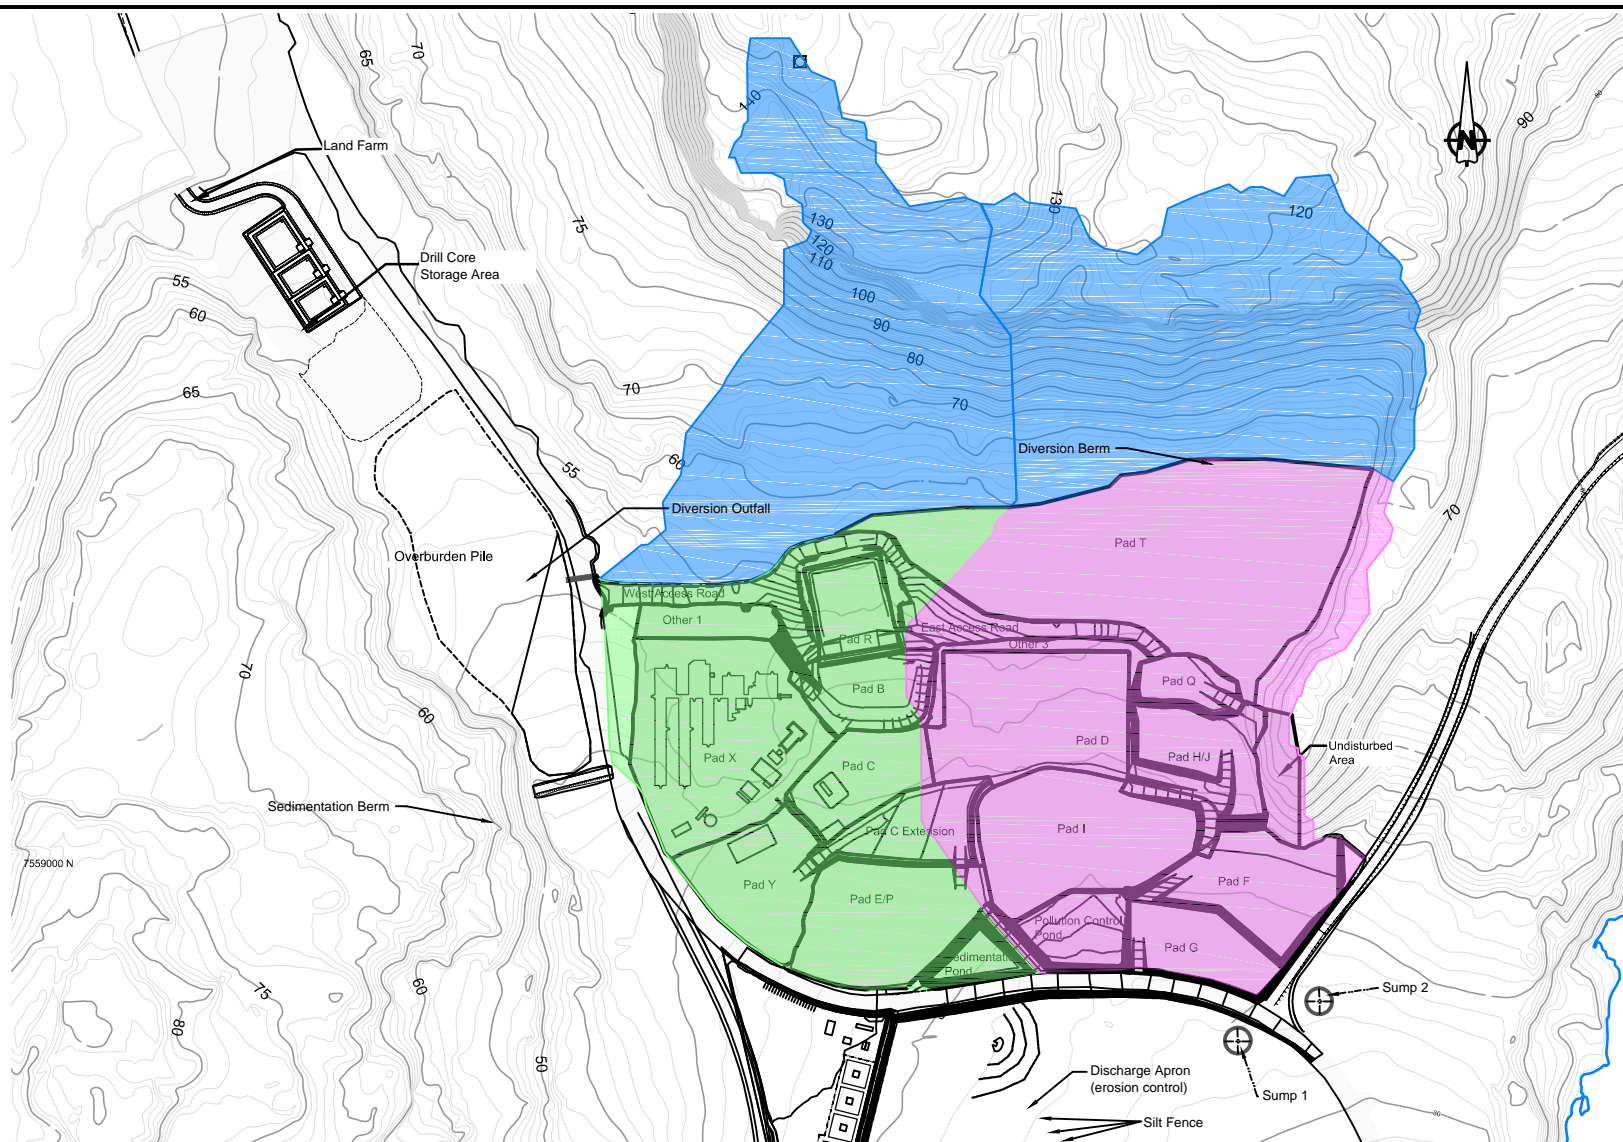 65
70
90
80
140
N
Land Farm
130
120
130
75
120
110
Drill Core
Storage Area
55
100
60
90
80
65
70
70
60
Diversion Berm
55
Diversion Outfall
70
Overburden Pile
Pad T
West Access Road
Other 1
East Access Road
Pad R
Other 3
70
Pad Q
Pad B
60
Pad D
Undisturbed
Area
Pad X
Pad H/J
Pad C
Sedimentation Berm
Pad I
Pad C Extension
7559000 N
Pad Y
Pad F
Pad E/P
Pollution Control
Pond
Pad G
Sedimentation
Pond
60
75
Sump 2
80
50
Discharge Apron
(erosion control)
Sump 1
Silt Fence